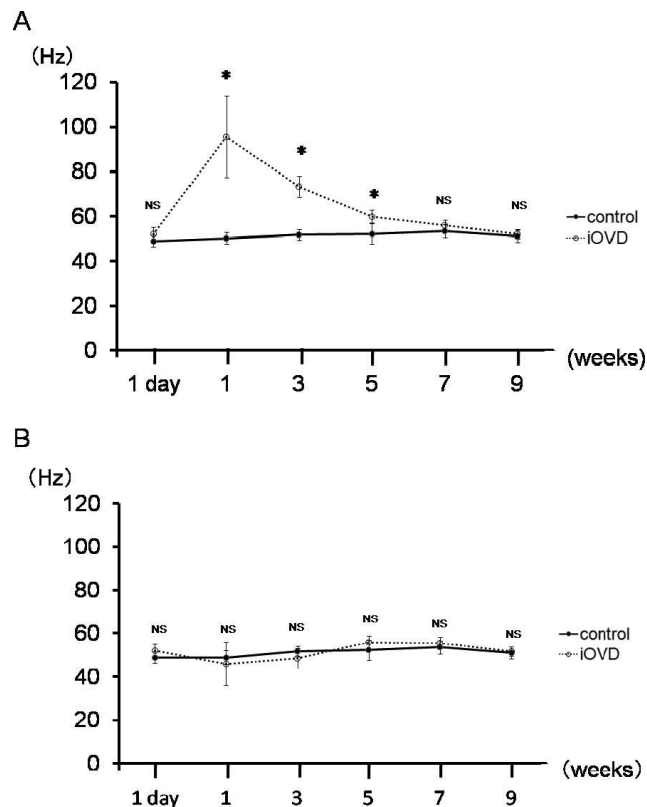 A
(Hz)
120
100
80
60
40
20
0
*
*
*
NS
NS
NS
control
iOVD
1 day 1 3 5 7 9 (weeks)
B
(Hz)
120
100
80
60
40
20
0
NS NS NS NS NS NS
control
iOVD
1 day 1 3 5 7 9 (weeks)